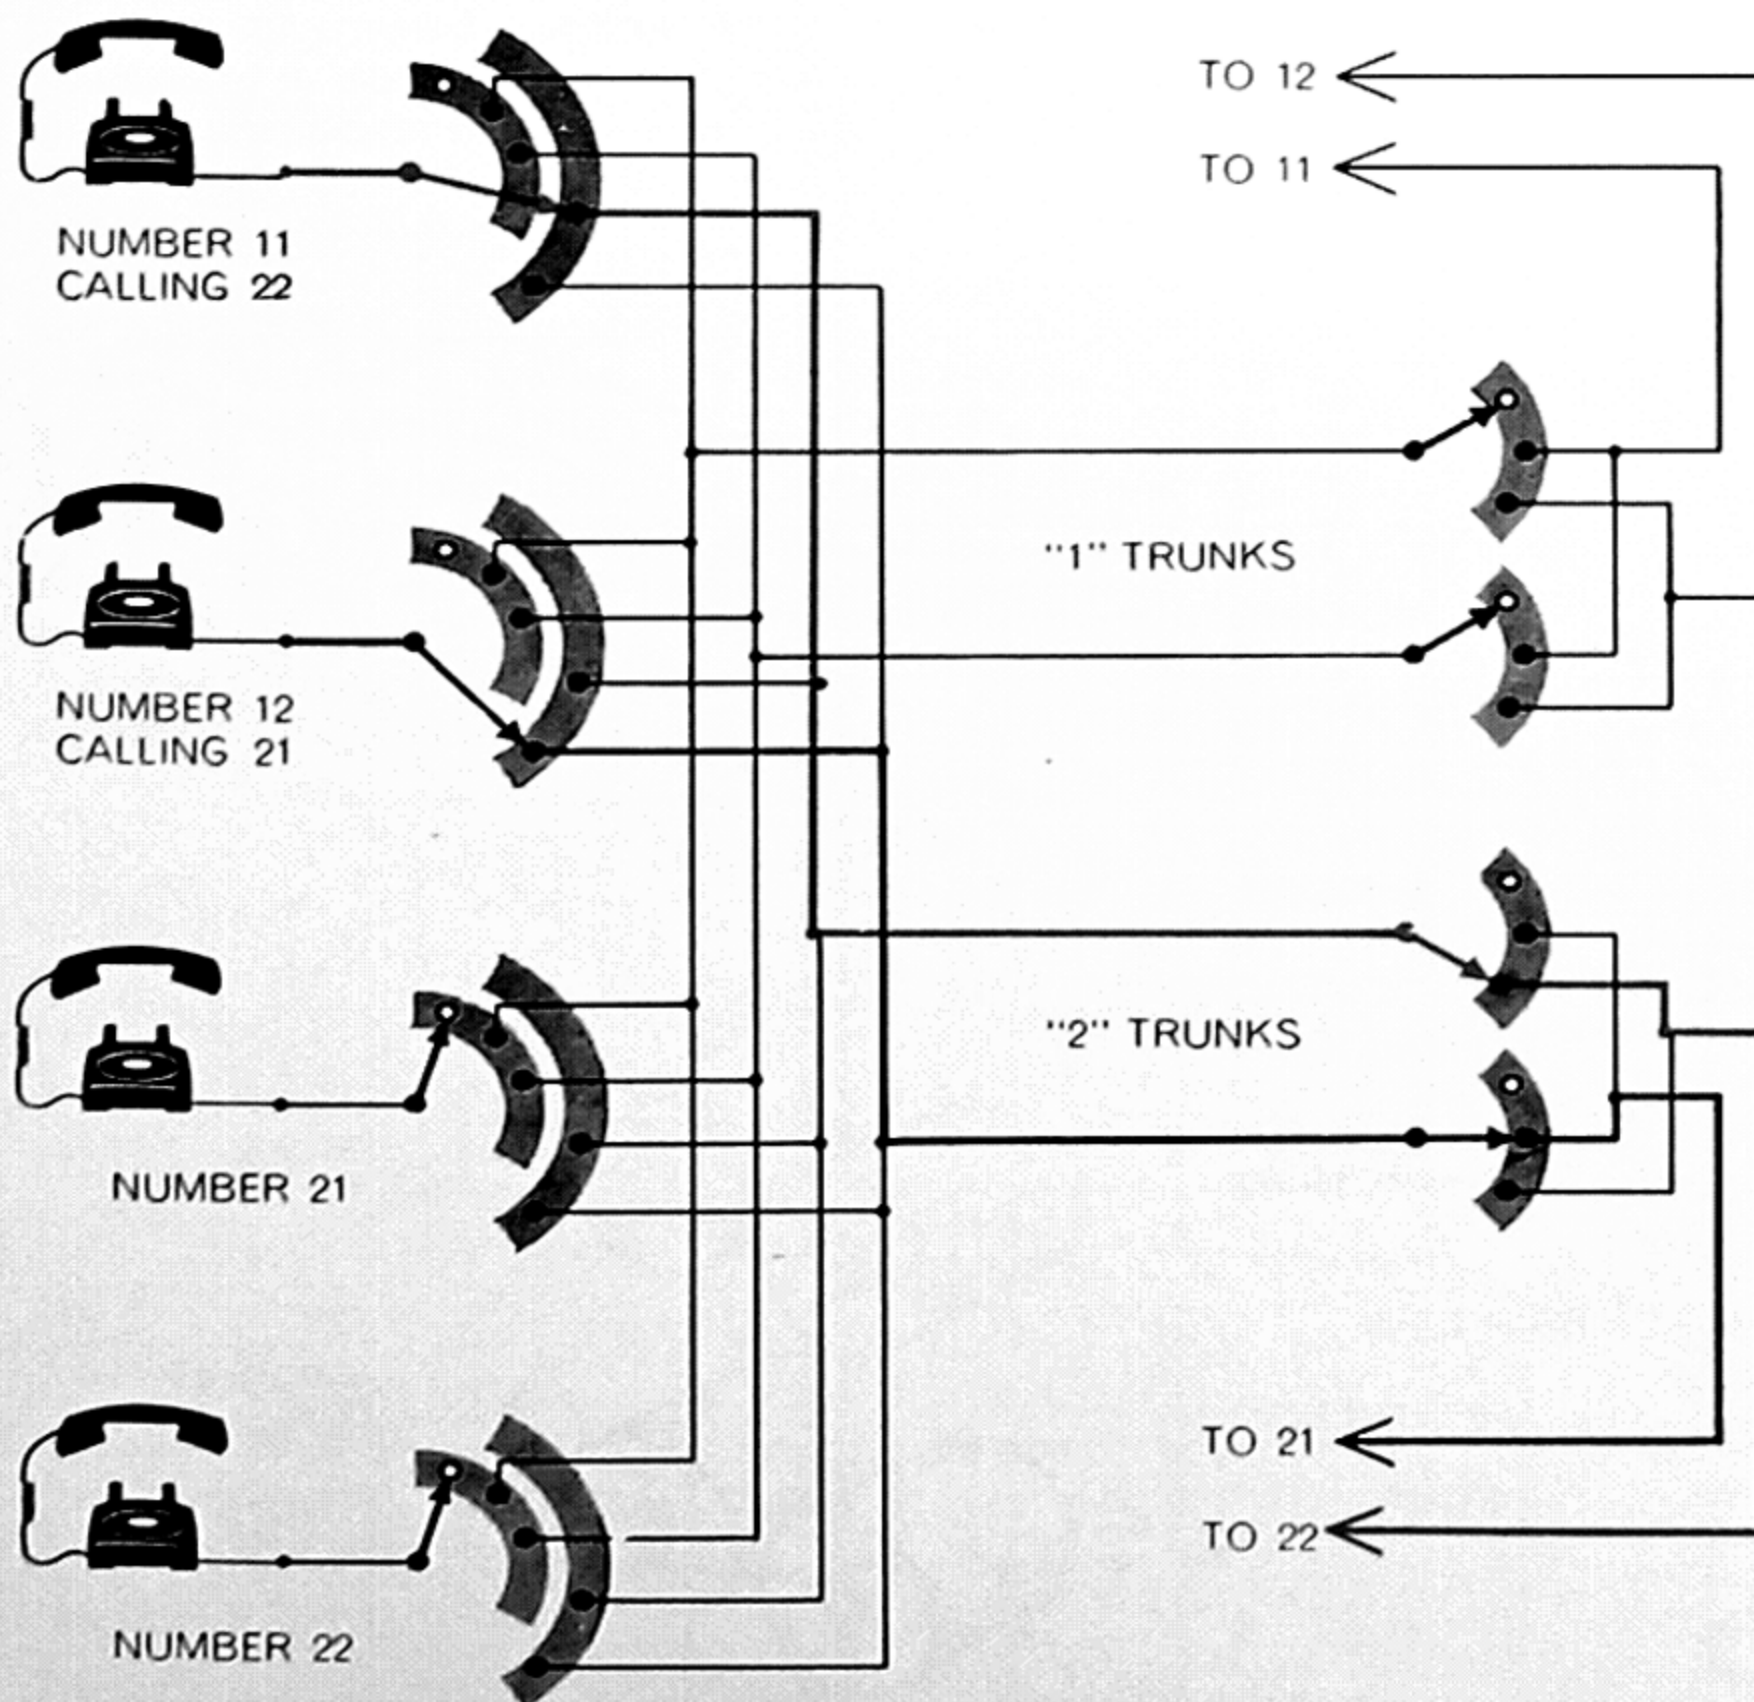 NUMBER 11
CALLING 22
NUMBER 12
CALLING 21
NUMBER 21
NUMBER 22
TO 12
TO 11
"1" TRUNKS
"2" TRUNKS
TO 21
TO 22